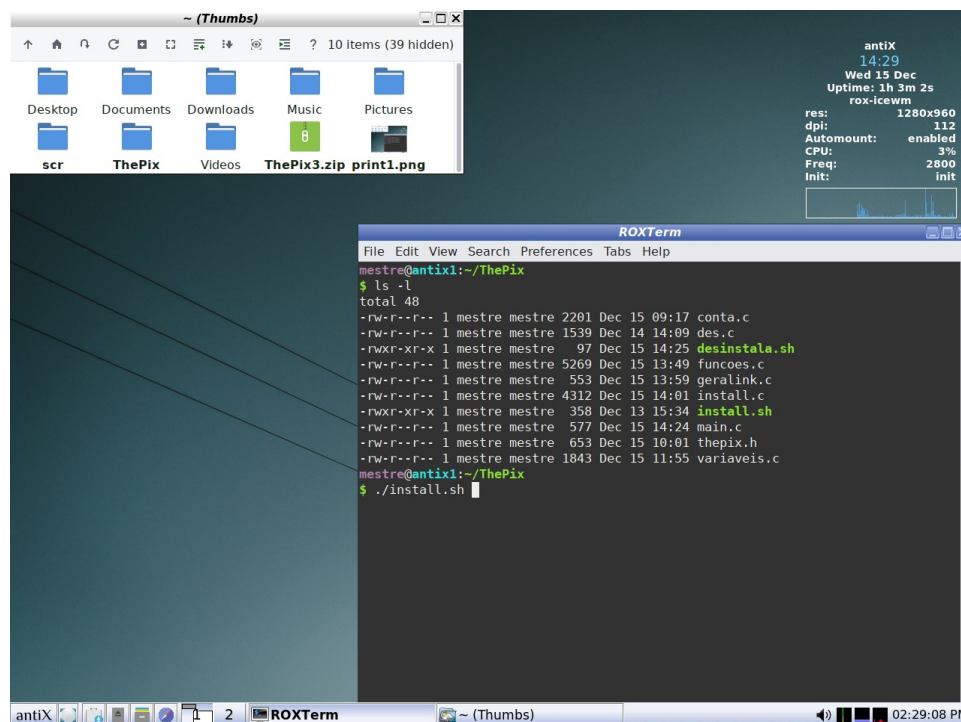 ~ (Thumbs)
? 10 items (39 hidden)
Desktop Documents Downloads Music Pictures
scr ThePix Videos ThePix3.zip print1.png
antiX
14:29
Wed 15 Dec
Uptime: 1h 3m 2s
rox-icewm
res: 1280x960
dpi: 112
Automount: enabled
CPU: 3%
Freq: 2800
Init: init
ROXTerm
File Edit View Search Preferences Tabs Help
mestre@antix1:~/ThePix
$ ls -l
total 48
-rw-r--r-- 1 mestre mestre 2201 Dec 15 09:17 conta.c
-rw-r--r-- 1 mestre mestre 1539 Dec 14 14:09 des.c
-rwxr-xr-x 1 mestre mestre 97 Dec 15 14:25 desinstala.sh
-rw-r--r-- 1 mestre mestre 5269 Dec 15 13:49 funcoes.c
-rw-r--r-- 1 mestre mestre 553 Dec 15 13:59 geralink.c
-rw-r--r-- 1 mestre mestre 4312 Dec 15 14:01 install.c
-rwxr-xr-x 1 mestre mestre 358 Dec 13 15:34 install.sh
-rw-r--r-- 1 mestre mestre 577 Dec 15 14:24 main.c
-rw-r--r-- 1 mestre mestre 653 Dec 15 10:01 thepix.h
-rw-r--r-- 1 mestre mestre 1843 Dec 15 11:55 variaveis.c
mestre@antix1:~/ThePix
$ ./install.sh
antiX 1 2 ROXTerm ~ (Thumbs) 02:29:08 PM